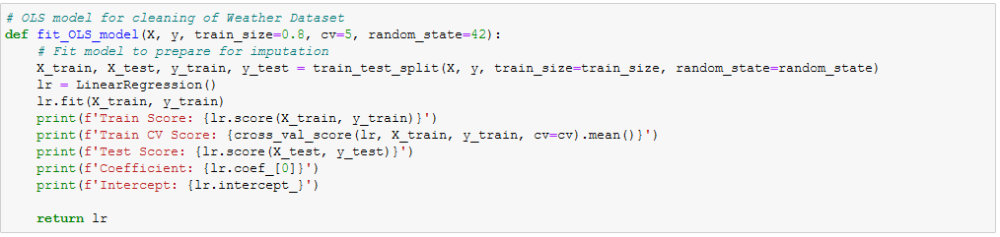 # OLS model for cleaning of Weather Dataset
def fit_OLS_model(X, y, train_size=0.8, cv=5, random_state=42):
    # Fit model to prepare for imputation
    X_train, X_test, y_train, y_test = train_test_split(X, y, train_size=train_size, random_state=random_state)
    lr = LinearRegression()
    lr.fit(X_train, y_train)
    print(f'Train Score: {lr.score(X_train, y_train)}')
    print(f'Train CV Score: {cross_val_score(lr, X_train, y_train, cv=cv).mean()}')
    print(f'Test Score: {lr.score(X_test, y_test)}')
    print(f'Coefficient: {lr.coef_[0]}')
    print(f'Intercept: {lr.intercept_}')
    return lr